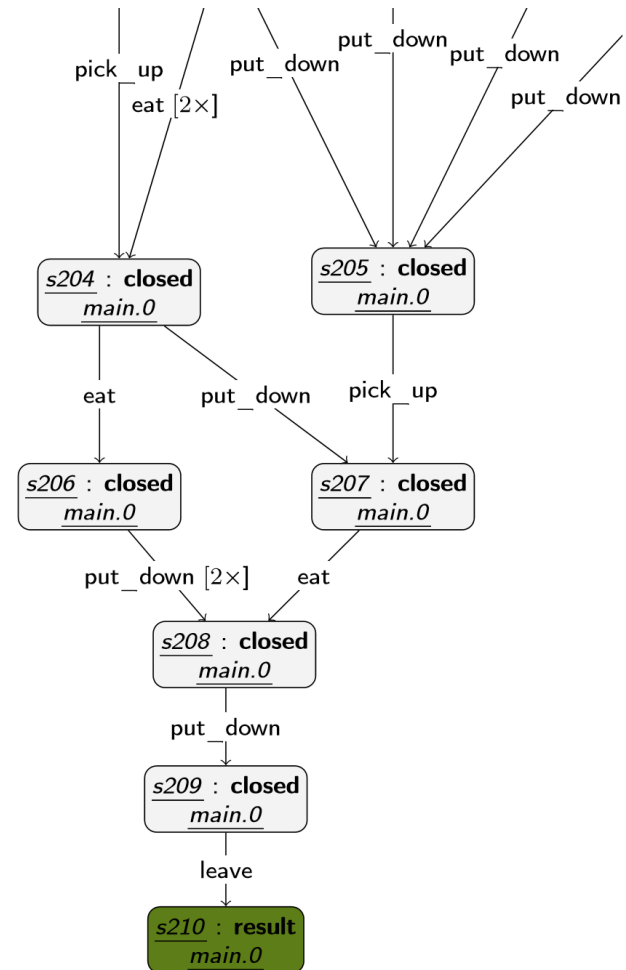 pick_up
eat [2×]
put_down
put_down
put_down
put_down
s204 : closed
main.0
s205 : closed
main.0
eat
put_down
pick_up
s206 : closed
main.0
s207 : closed
main.0
put_down [2×]
eat
s208 : closed
main.0
put_down
s209 : closed
main.0
leave
s210 : result
main.0